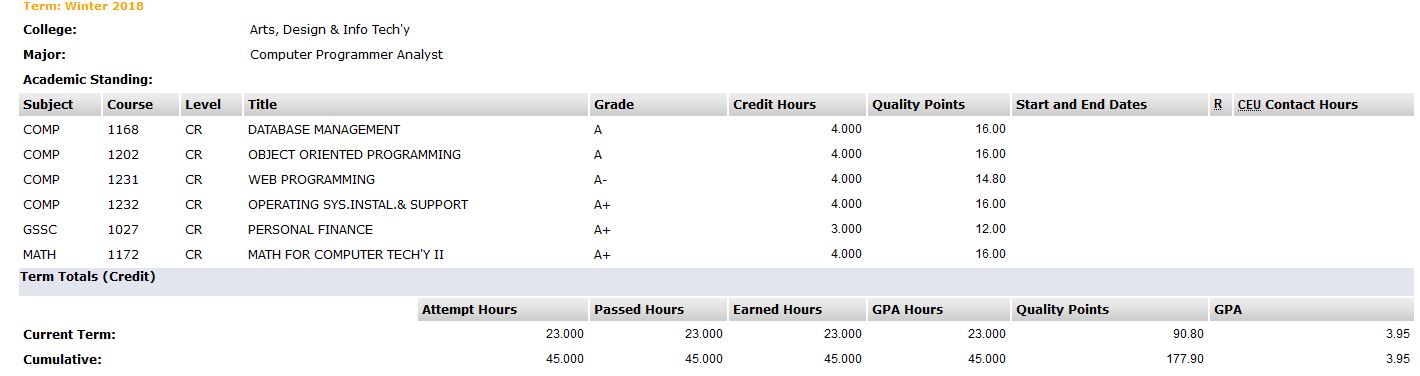 Term: Winter 2018
College: Arts, Design & Info Tech'y
Major: Computer Programmer Analyst
Academic Standing:
Subject Course Level Title Grade Credit Hours Quality Points Start and End Dates R CEU Contact Hours
COMP 1168 CR DATABASE MANAGEMENT A 4.000 16.00
COMP 1202 CR OBJECT ORIENTED PROGRAMMING A 4.000 16.00
COMP 1231 CR WEB PROGRAMMING A- 4.000 14.80
COMP 1232 CR OPERATING SYS.INSTAL.& SUPPORT A+ 4.000 16.00
GSSC 1027 CR PERSONAL FINANCE A+ 3.000 12.00
MATH 1172 CR MATH FOR COMPUTER TECH'Y II A+ 4.000 16.00
Term Totals (Credit)
Attempt Hours Passed Hours Earned Hours GPA Hours Quality Points GPA
Current Term: 23.000 23.000 23.000 23.000 90.80 3.95
Cumulative: 45.000 45.000 45.000 45.000 177.90 3.95